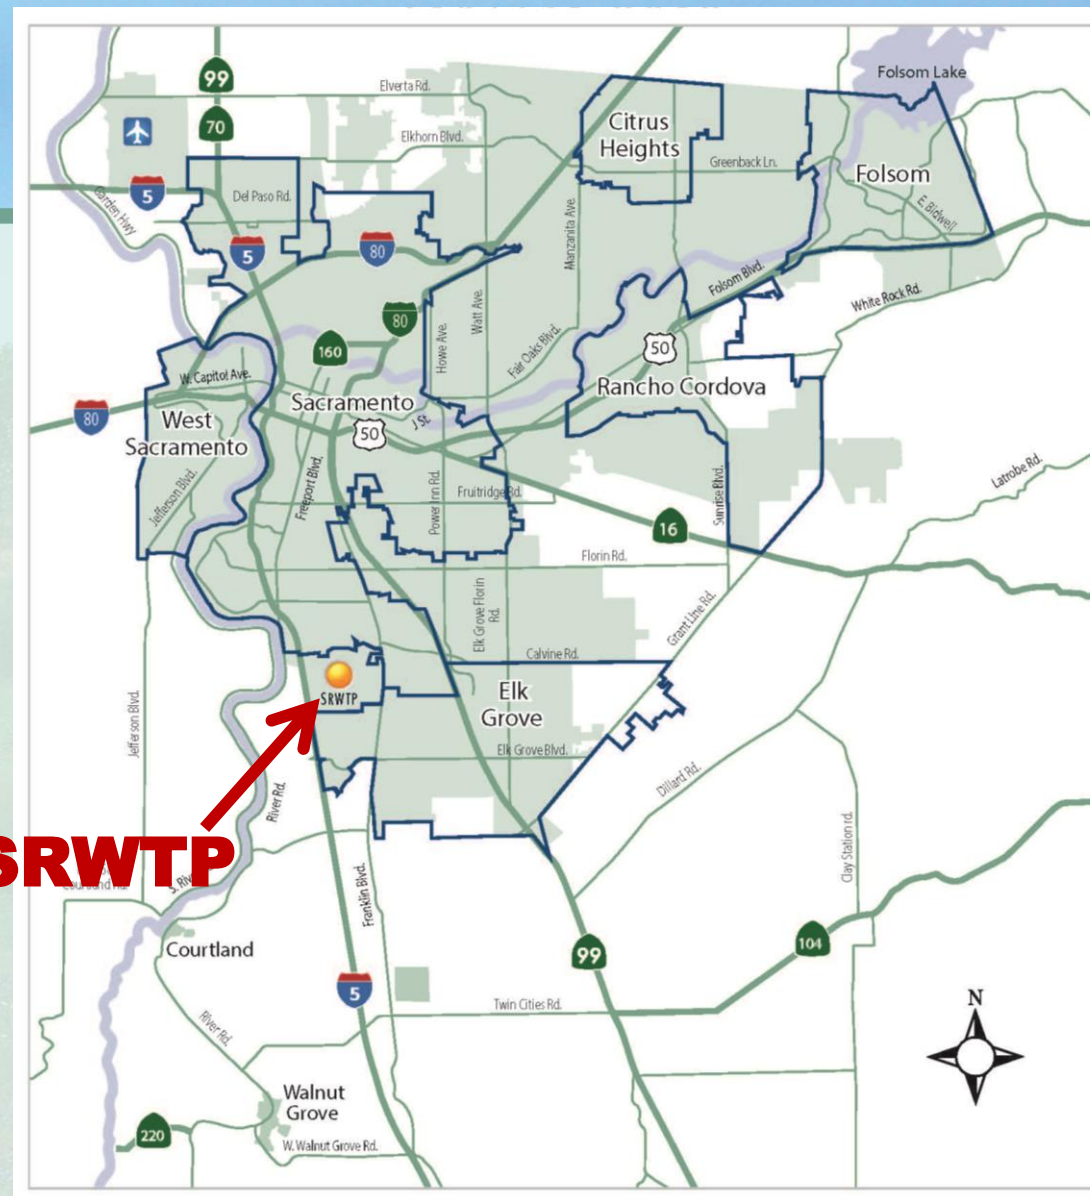 Folsom Lake
99
Elverta Rd.
70
Citrus
Heights
Elkhorn Blvd.
Greenback Ln.
Folsom
5
Del Paso Rd.
Garden Hwy
E. Bidwell
5
80
Manzanita Ave.
Folsom Blvd.
White Rock Rd.
80
Watt Ave.
Howe Ave.
160
Fair Oaks Blvd.
50
W. Capitol Ave.
Rancho Cordova
Sacramento
80
West
Sacramento
J St.
50
Jefferson Blvd.
Freeport Blvd.
Power Inn Rd.
Fruitridge Rd.
Sunrise Blvd.
Latrobe Rd.
16
Florin Rd.
Elk Grove Florin
Rd.
Grant Line Rd.
Calvine Rd.
SRWTP
Elk
Grove
Jefferson Blvd.
Elk Grove Blvd.
Dillard Rd.
River Rd.
SRWTP
Courtland Rd.
S. Riv
Franklin Blvd.
Clay Station rd.
Courtland
99
104
5
Twin Cities Rd.
N
River Rd.
Walnut
Grove
220
W. Walnut Grove Rd.